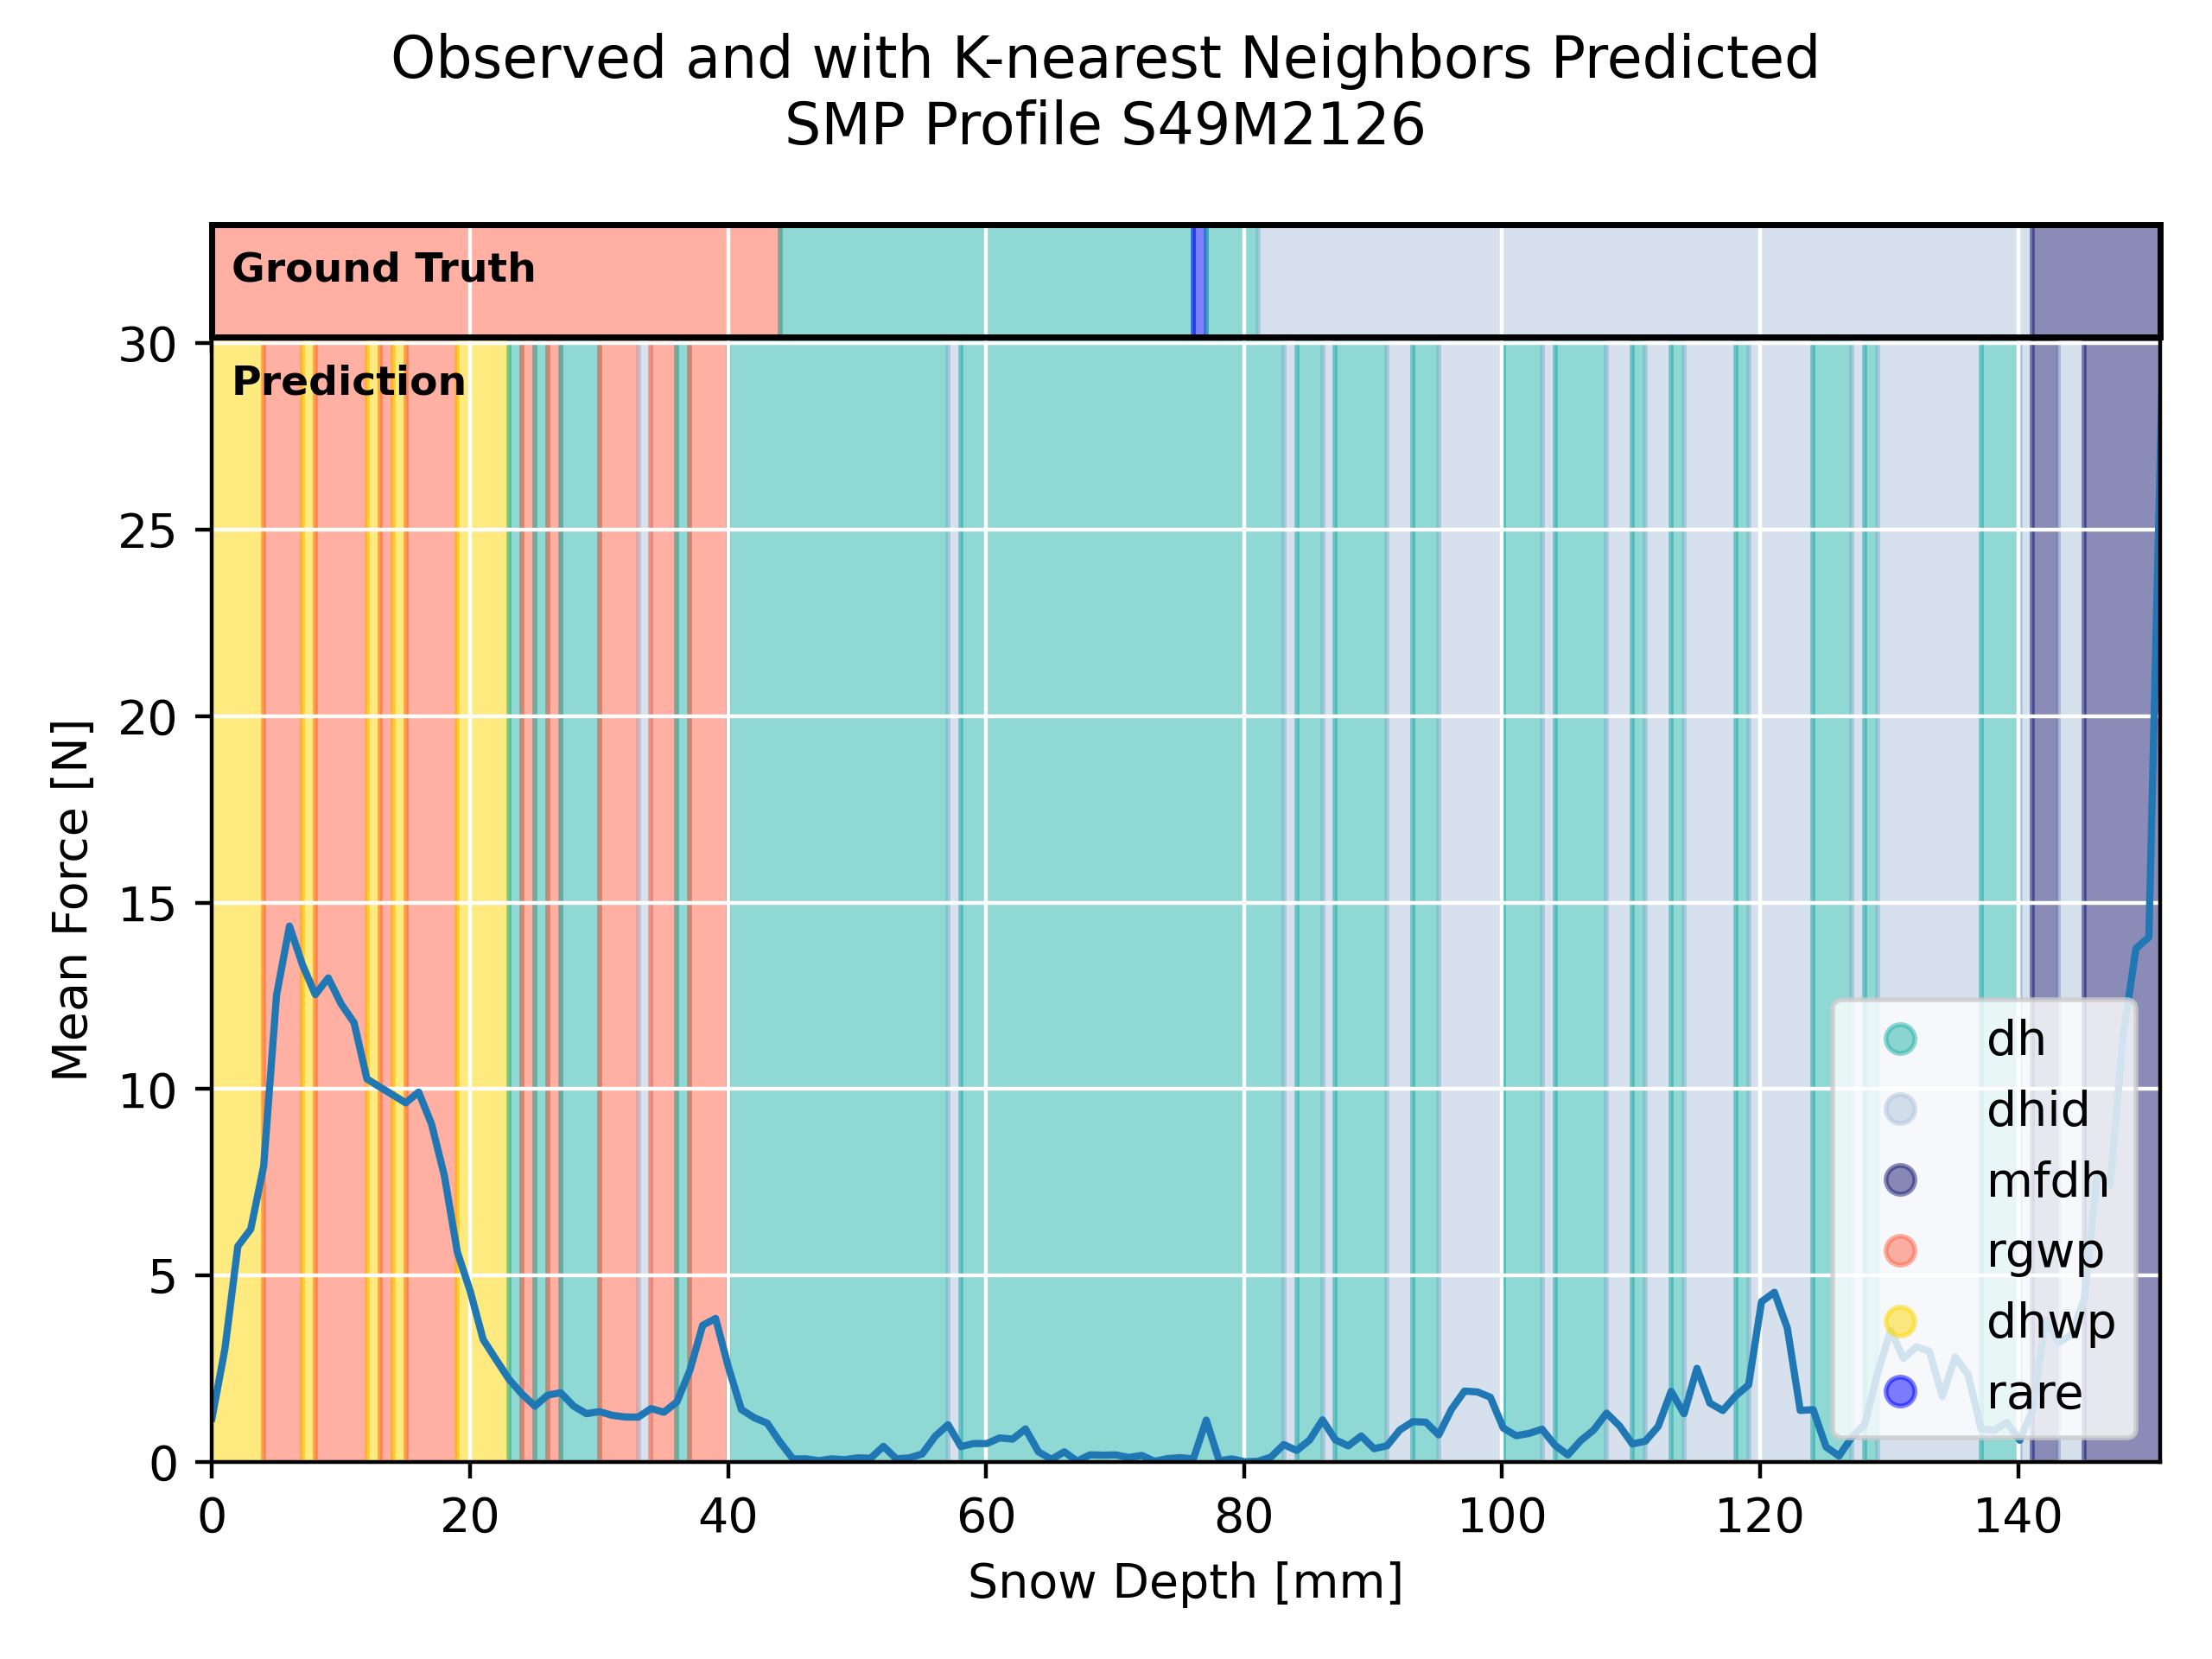 Observed and with K-nearest Neighbors Predicted
SMP Profile S49M2126
Ground Truth
Prediction
30
25
20
15
10
5
0
Mean Force [N]
dh
dhid
mfdh
rgwp
dhwp
rare
0 20 40 60 80 100 120 140
Snow Depth [mm]